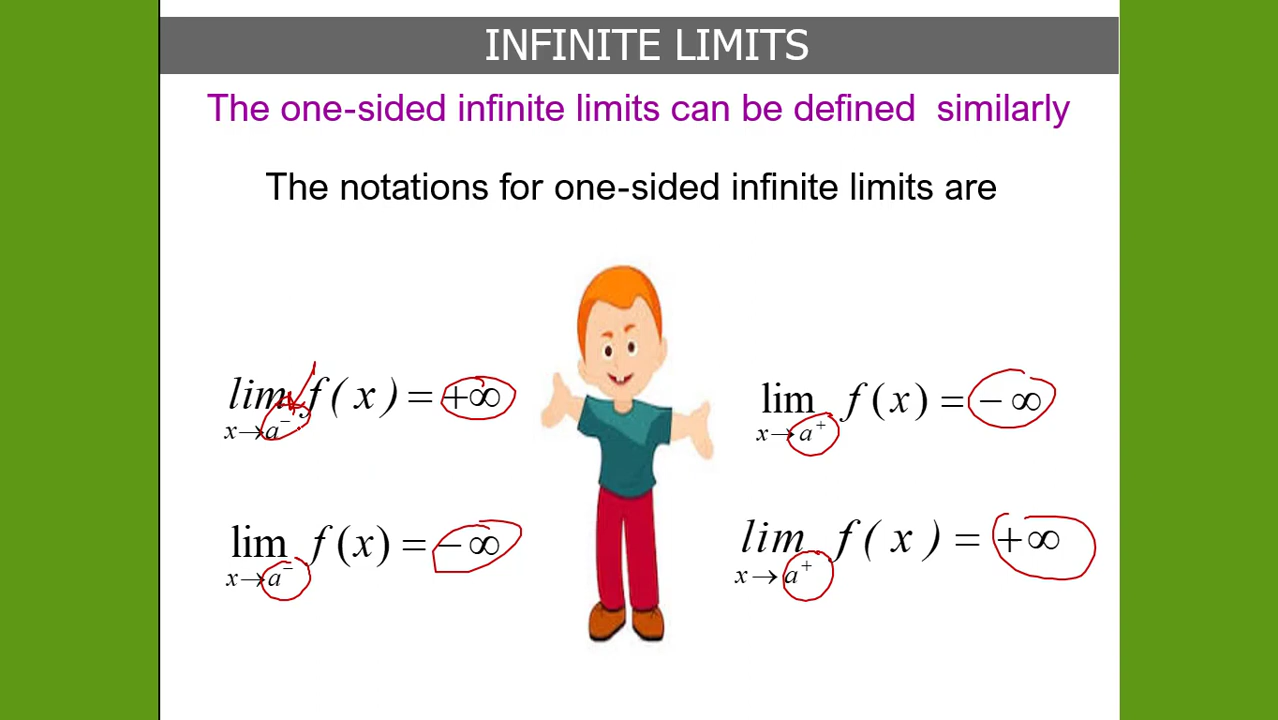 INFINITE LIMITS
The one-sided infinite limits can be defined similarly
The notations for one-sided infinite limits are
lim f(x) = +∞
x→a⁻
lim f(x) = −∞
x→a⁺
lim f(x) = −∞
x→a⁻
lim f(x) = +∞
x→a⁺